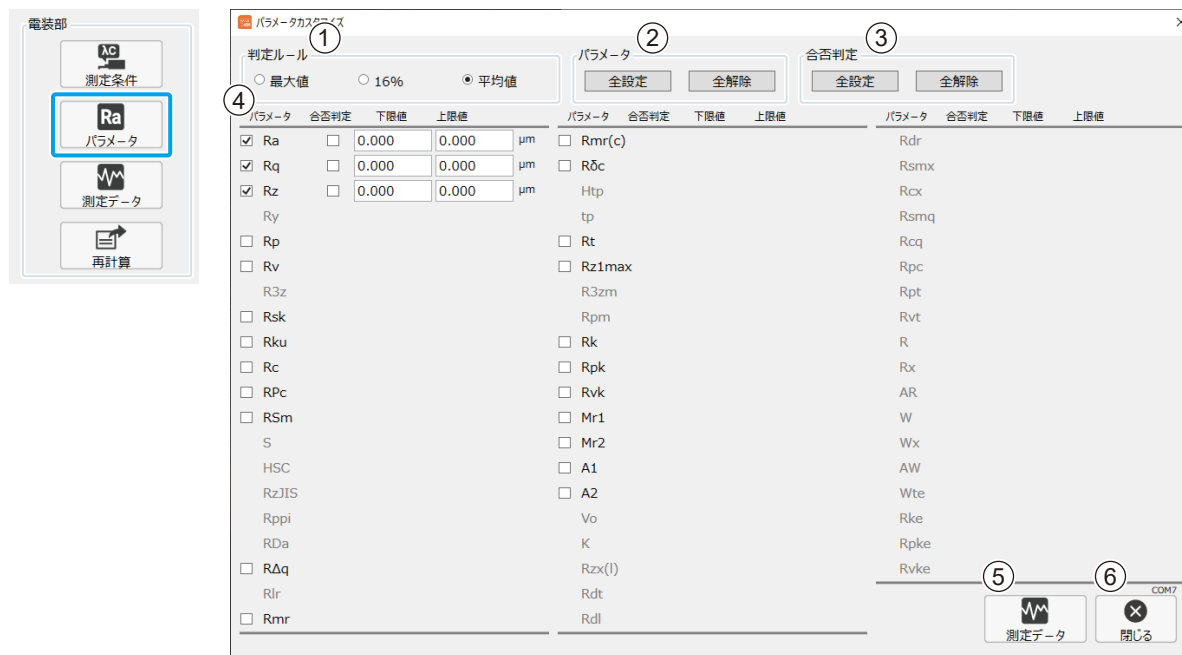 電装部
測定条件
Ra
パラメータ
測定データ
再計算
パラメータカスタマイズ
① ② ③
判定ルール パラメータ 合否判定
最大値 16% 平均値 全設定 全解除 全設定 全解除
④
パラメータ 合否判定 下限値 上限値 パラメータ 合否判定 下限値 上限値 パラメータ 合否判定 下限値 上限値
Ra 0.000 0.000 µm Rmr(c) Rdr
Rq 0.000 0.000 µm Rδc Rsmx
Rz 0.000 0.000 µm Htp Rcx
Ry tp Rsmq
Rp Rt Rcq
Rv Rz1max Rpc
R3z R3zm Rpt
Rsk Rpm Rvt
Rku Rk R
Rc Rpk Rx
RPc Rvk AR
RSm Mr1 W
S Mr2 Wx
HSC A1 AW
RzJIS A2 Wte
Rppi Vo Rke
RDa K Rpke
RΔq Rzx(l) Rvke
Rlr Rdt
Rmr Rdl
⑤ ⑥
COM7
測定データ 閉じる